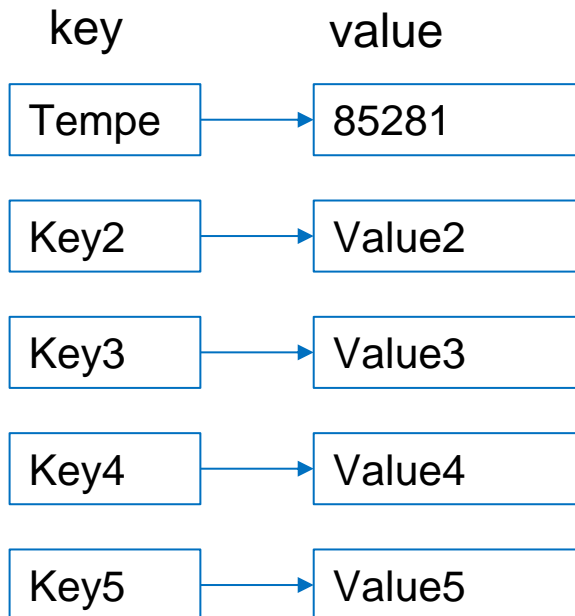 key value
Tempe 85281
Key2 Value2
Key3 Value3
Key4 Value4
Key5 Value5